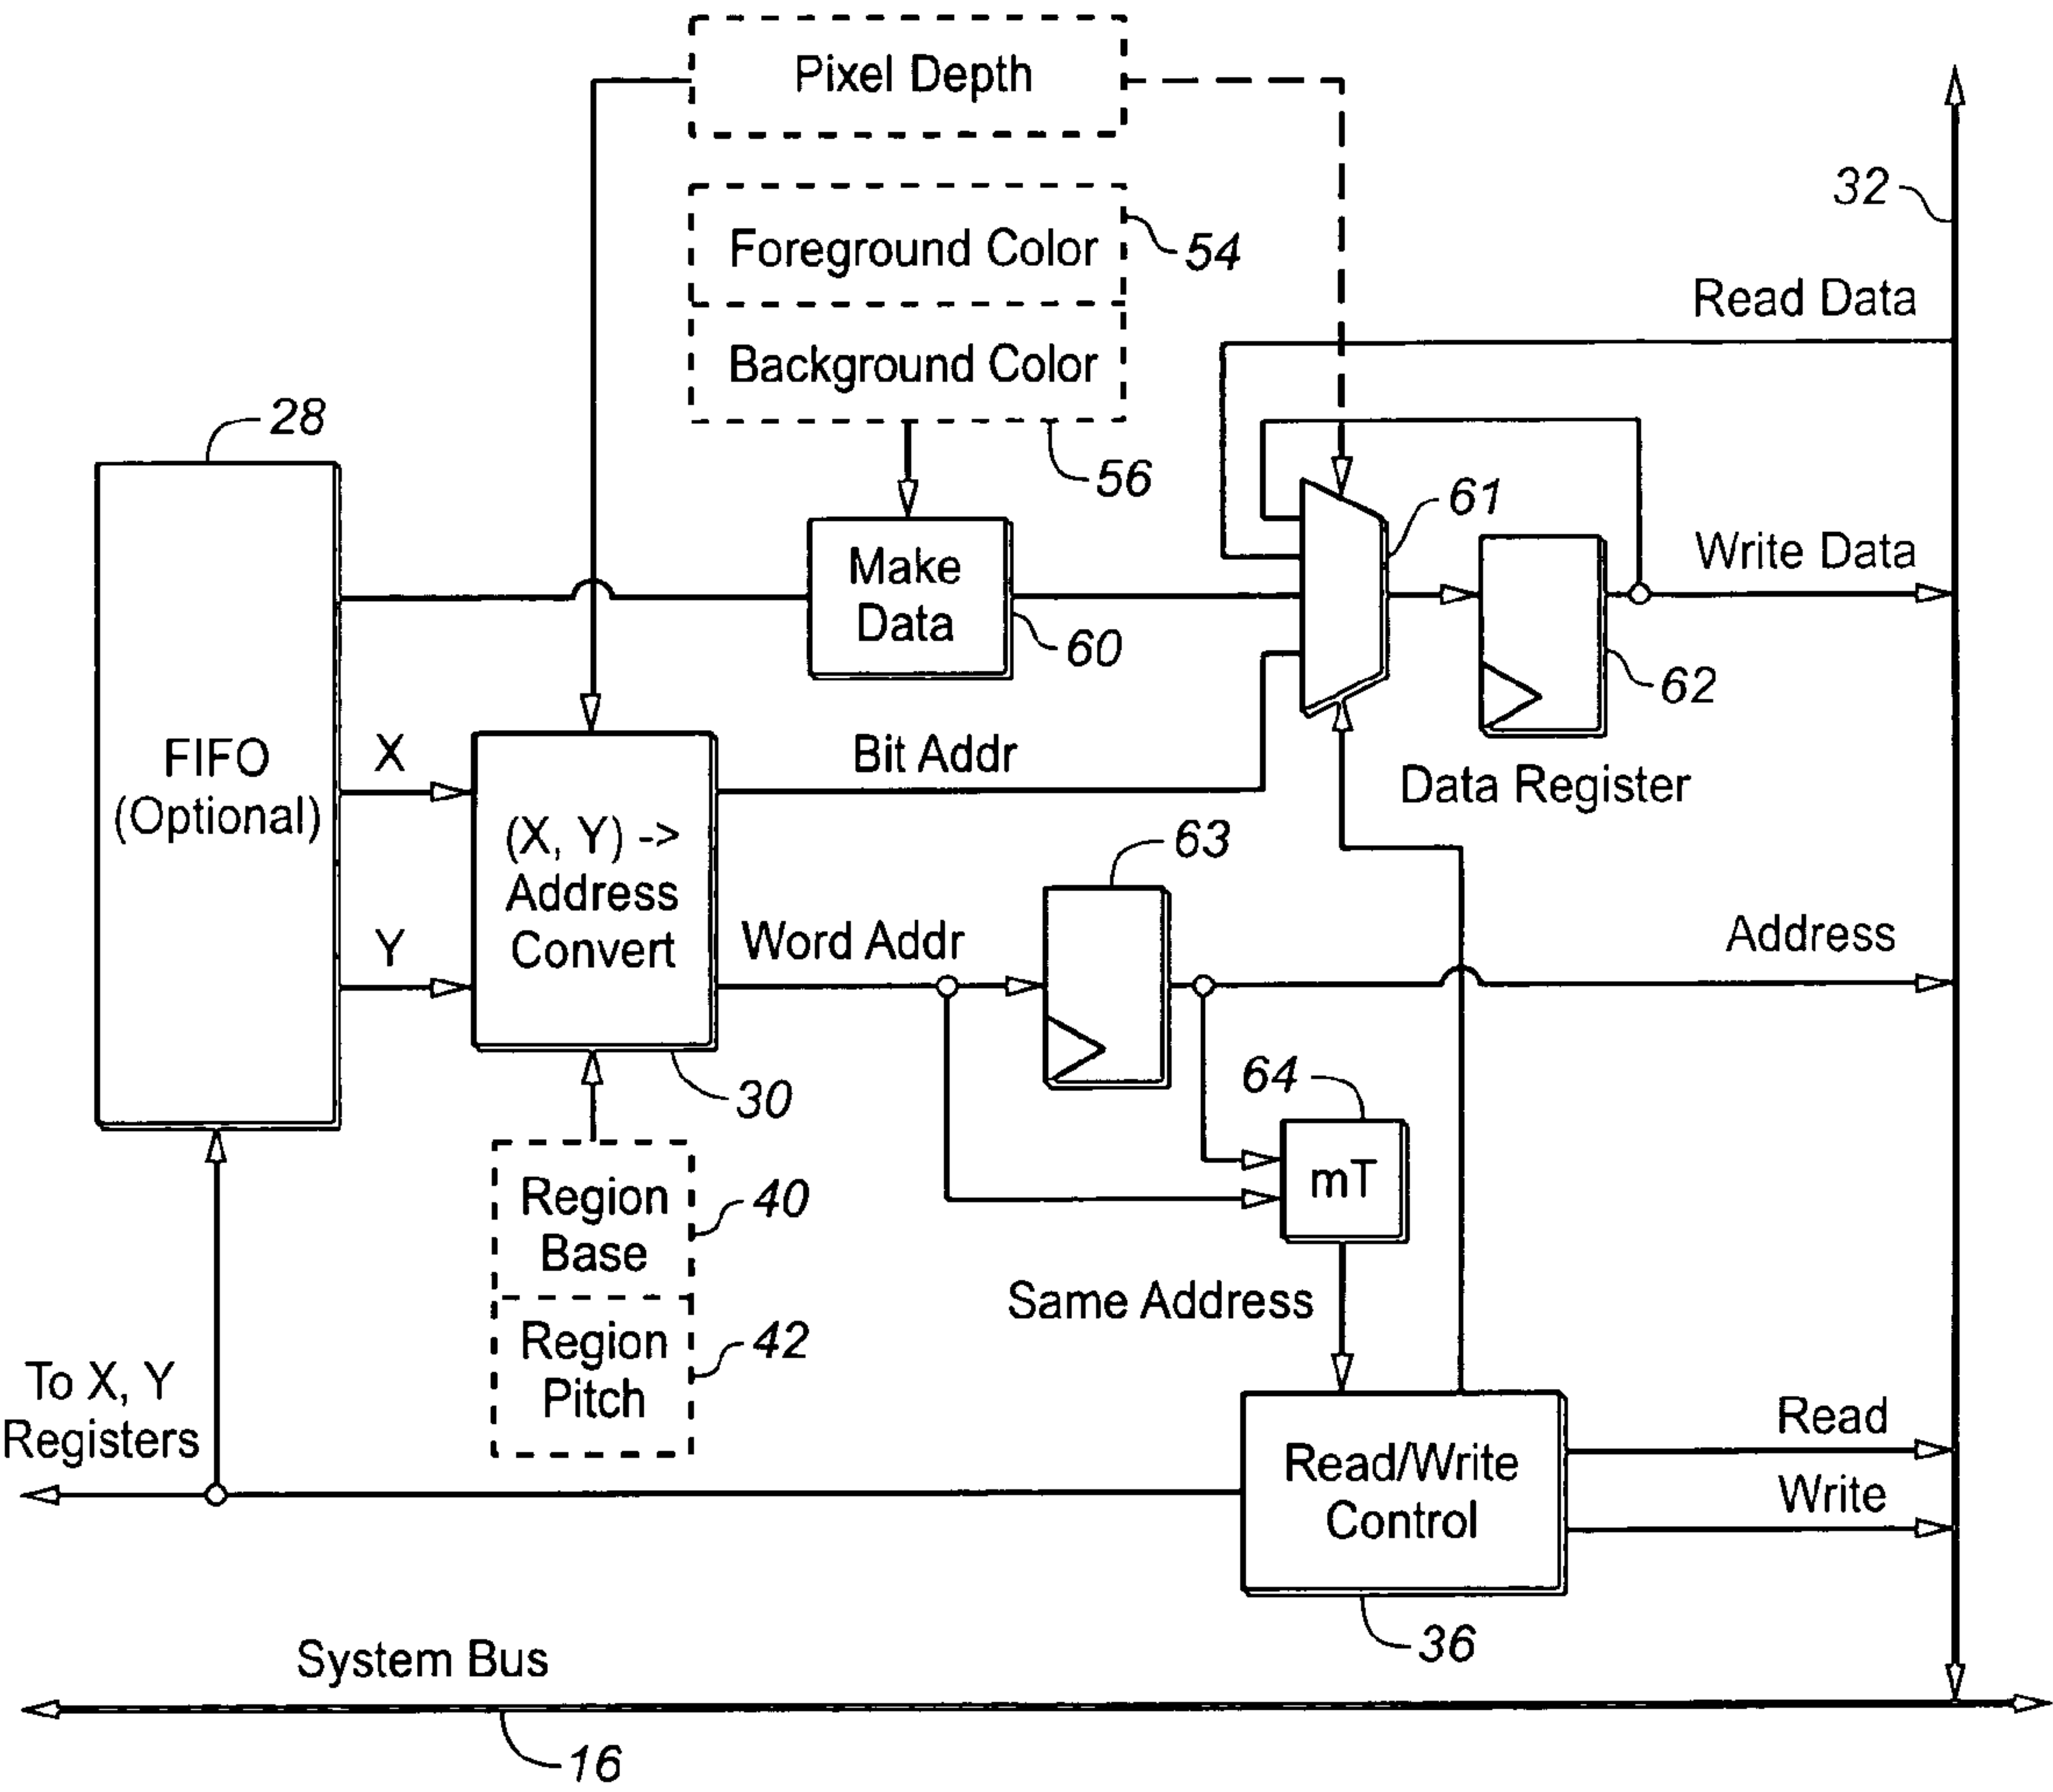 Pixel Depth
32
Foreground Color
54
Read Data
Background Color
28
56
61
Make
Data
Write Data
60
62
FIFO
(Optional)
X
Bit Addr
Data Register
(X, Y) ->
Address
Convert
63
Y
Word Addr
Address
30
64
mT
Region
Base
40
Same Address
Region
Pitch
42
To X, Y
Registers
Read
Read/Write
Control
Write
36
System Bus
16